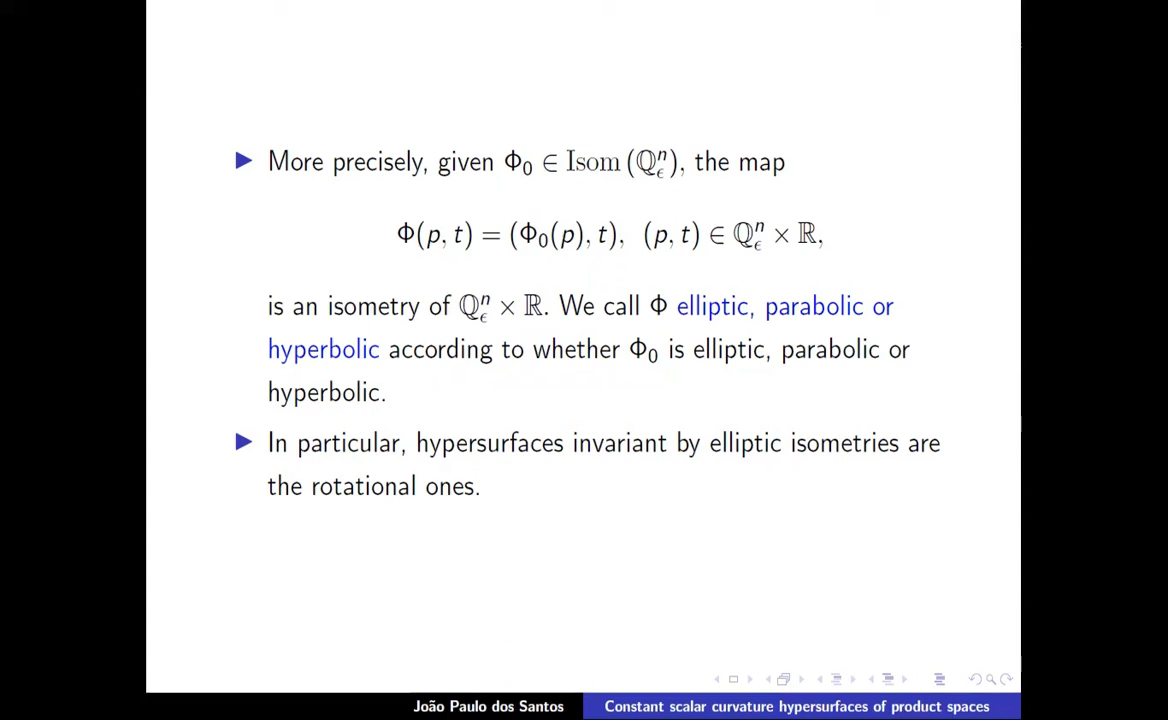 ▶ More precisely, given Φ₀ ∈ Isom (ℚⁿ_ϵ), the map
Φ(p, t) = (Φ₀(p), t), (p, t) ∈ ℚⁿ_ϵ × ℝ,
is an isometry of ℚⁿ_ϵ × ℝ. We call Φ elliptic, parabolic or
hyperbolic according to whether Φ₀ is elliptic, parabolic or
hyperbolic.
▶ In particular, hypersurfaces invariant by elliptic isometries are
the rotational ones.
João Paulo dos Santos
Constant scalar curvature hypersurfaces of product spaces